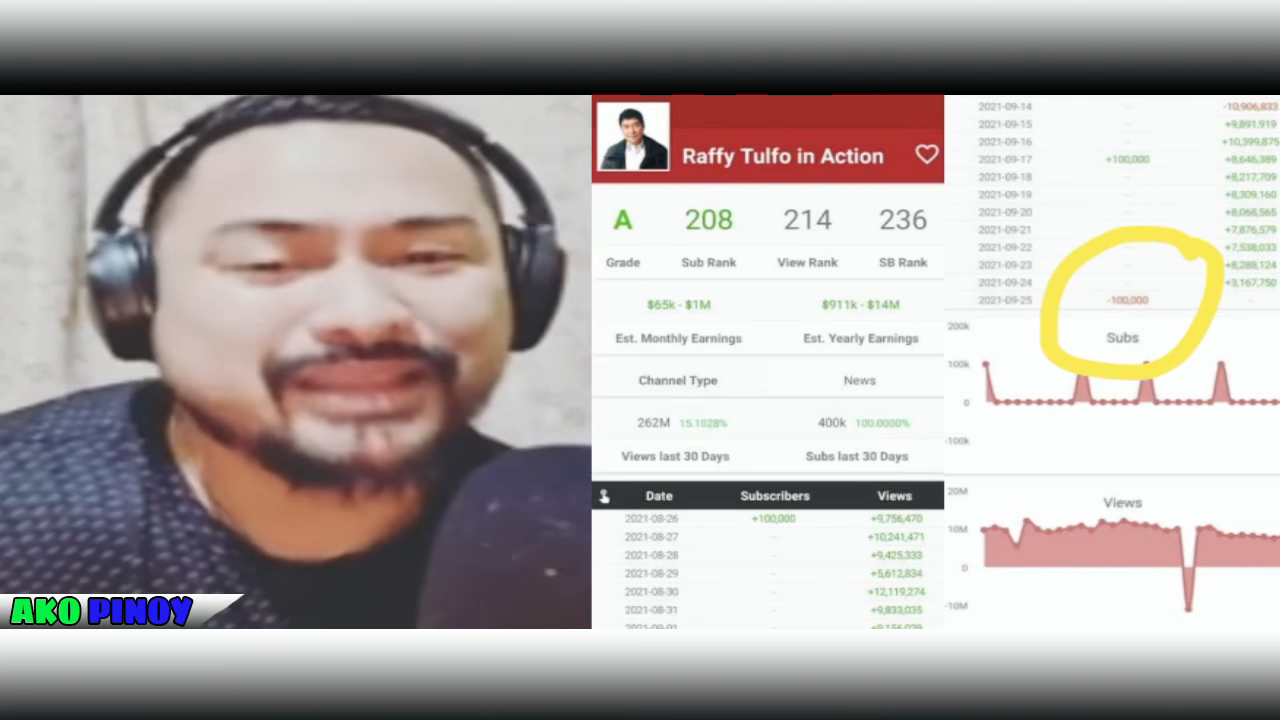 AKO PINOY
Raffy Tulfo in Action
A 208 214 236
Grade Sub Rank View Rank SB Rank
$65k - $1M $911k - $14M
Est. Monthly Earnings Est. Yearly Earnings
Channel Type News
262M 15.1028% 400k 100.0000%
Views last 30 Days Subs last 30 Days
Date Subscribers Views
2021-08-26 +100,000 +9,756,470
2021-08-27 -- +10,241,471
2021-08-28 -- +9,425,333
2021-08-29 -- +5,612,834
2021-08-30 -- +12,119,274
2021-08-31 -- +9,833,035
2021-09-01 -- +9,156,029
2021-09-14 -- -10,906,833
2021-09-15 -- +9,891,919
2021-09-16 -- +10,399,875
2021-09-17 +100,000 +8,646,389
2021-09-18 -- +8,217,709
2021-09-19 -- +8,309,160
2021-09-20 -- +8,068,565
2021-09-21 -- +7,876,579
2021-09-22 -- +7,538,033
2021-09-23 -- +8,288,124
2021-09-24 -- +3,167,750
2021-09-25 -100,000 --
Subs
200k
100k
0
-100k
Views
20M
10M
0
-10M